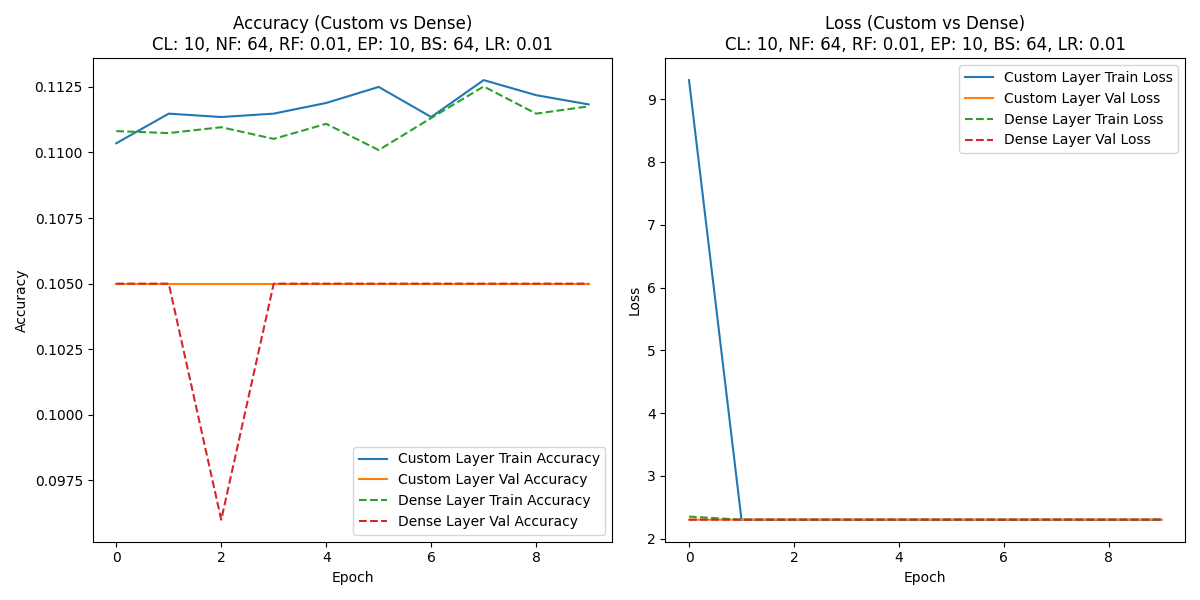 Accuracy (Custom vs Dense)
CL: 10, NF: 64, RF: 0.01, EP: 10, BS: 64, LR: 0.01
0.1125
0.1100
0.1075
0.1050
0.1025
0.1000
0.0975
Accuracy
Custom Layer Train Accuracy
Custom Layer Val Accuracy
Dense Layer Train Accuracy
Dense Layer Val Accuracy
0 2 4 6 8
Epoch
Loss (Custom vs Dense)
CL: 10, NF: 64, RF: 0.01, EP: 10, BS: 64, LR: 0.01
Custom Layer Train Loss
Custom Layer Val Loss
Dense Layer Train Loss
Dense Layer Val Loss
9
8
7
6
5
4
3
2
Loss
0 2 4 6 8
Epoch